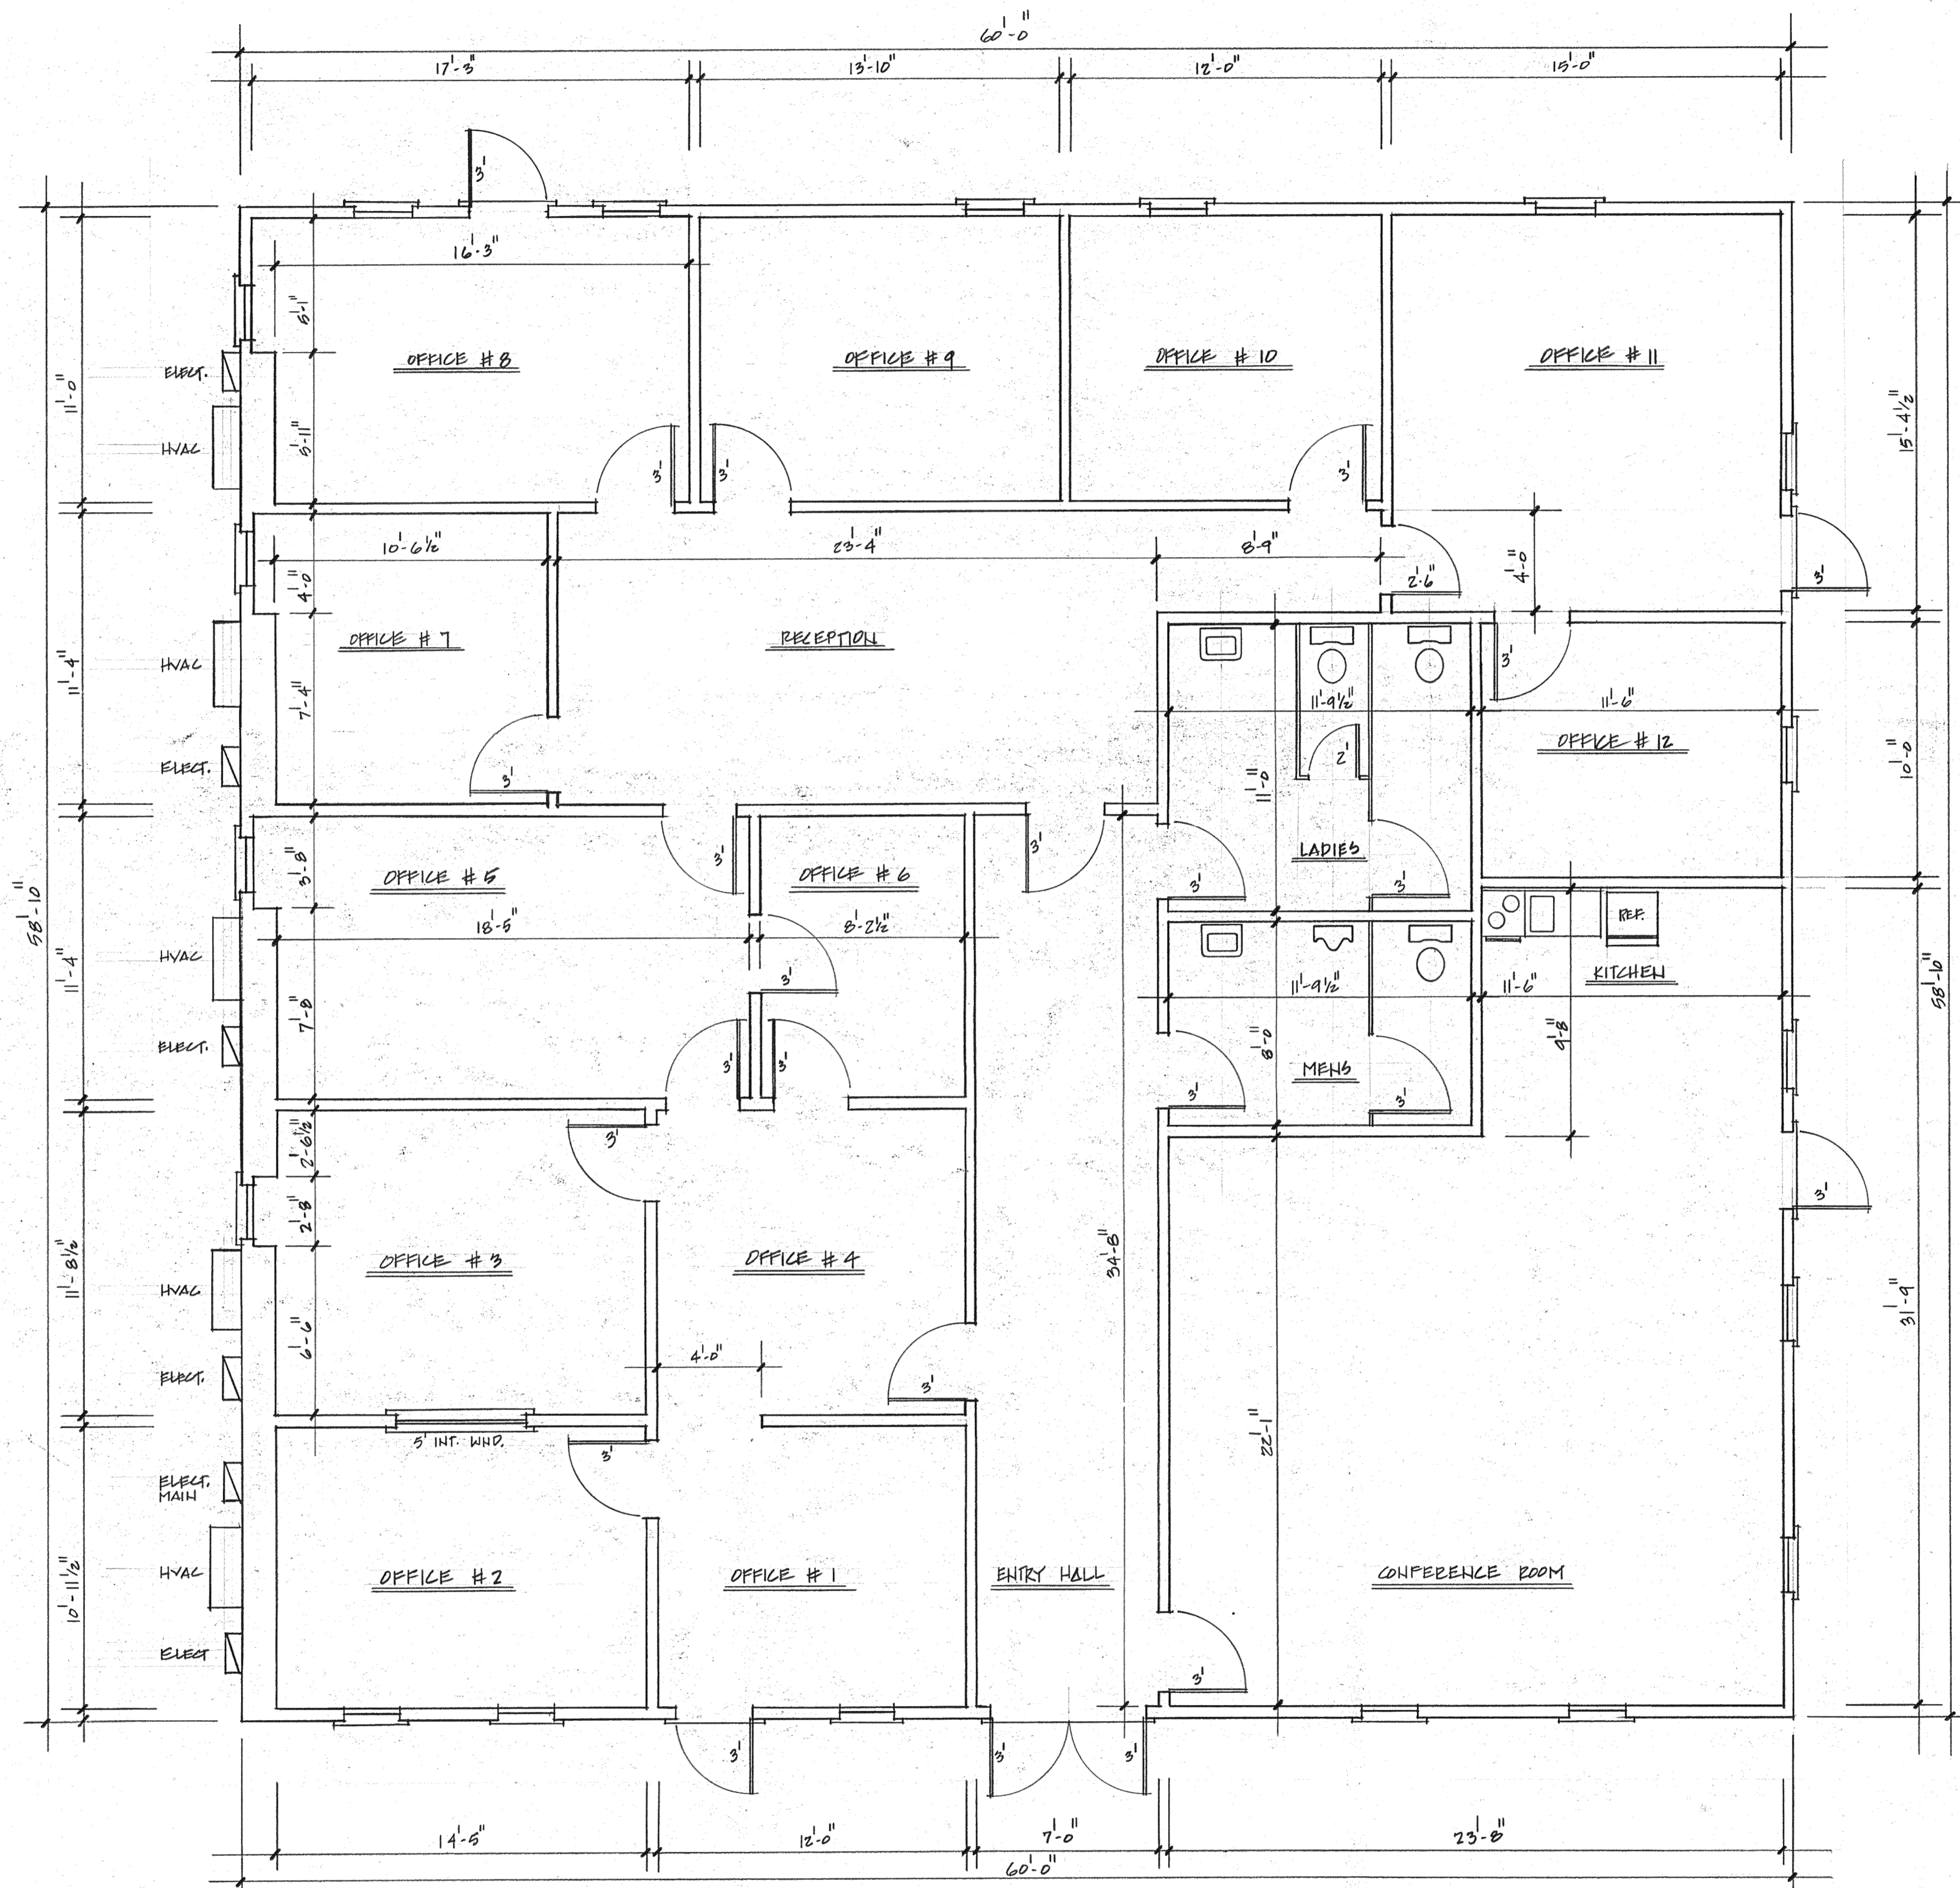 60'-0"
17'-3" 13'-10" 12'-0" 15'-0"
3'
16'-3"
5'-1"
OFFICE #8 OFFICE #9 OFFICE #10 OFFICE #11
ELECT.
11'-0"
15'-4½"
5'-11"
HVAC
3' 3' 3'
10'-6½" 23'-4" 8'-9"
4'-0"
2'-6"
4'-0"
3'
OFFICE #7 RECEPTION
HVAC
11'-4"
7'-4"
3'
11'-9½" 11'-6"
OFFICE #12
2'
10'-0"
ELECT.
3'
11'-0"
LADIES
3'-8"
OFFICE #5 OFFICE #6
3' 3'
3' 3'
58'-10"
18'-5" 8'-2½"
REF.
HVAC
11'-4"
3'
KITCHEN
11'-9½" 11'-6"
58'-10"
7'-8"
8'-0"
9'-8"
ELECT.
3' 3'
MENS
3' 3'
2'-6½"
3'
3'
2'-8"
OFFICE #3 OFFICE #4
34'-8"
HVAC
11'-8½"
31'-9"
6'-6"
4'-0"
ELECT.
3'
5' INT. WND.
3'
22'-1"
ELECT.
MAIN
HVAC
10'-11½"
OFFICE #2 OFFICE #1 ENTRY HALL CONFERENCE ROOM
ELECT
3'
3' 3' 3'
14'-5" 12'-0" 7'-0" 23'-8"
60'-0"